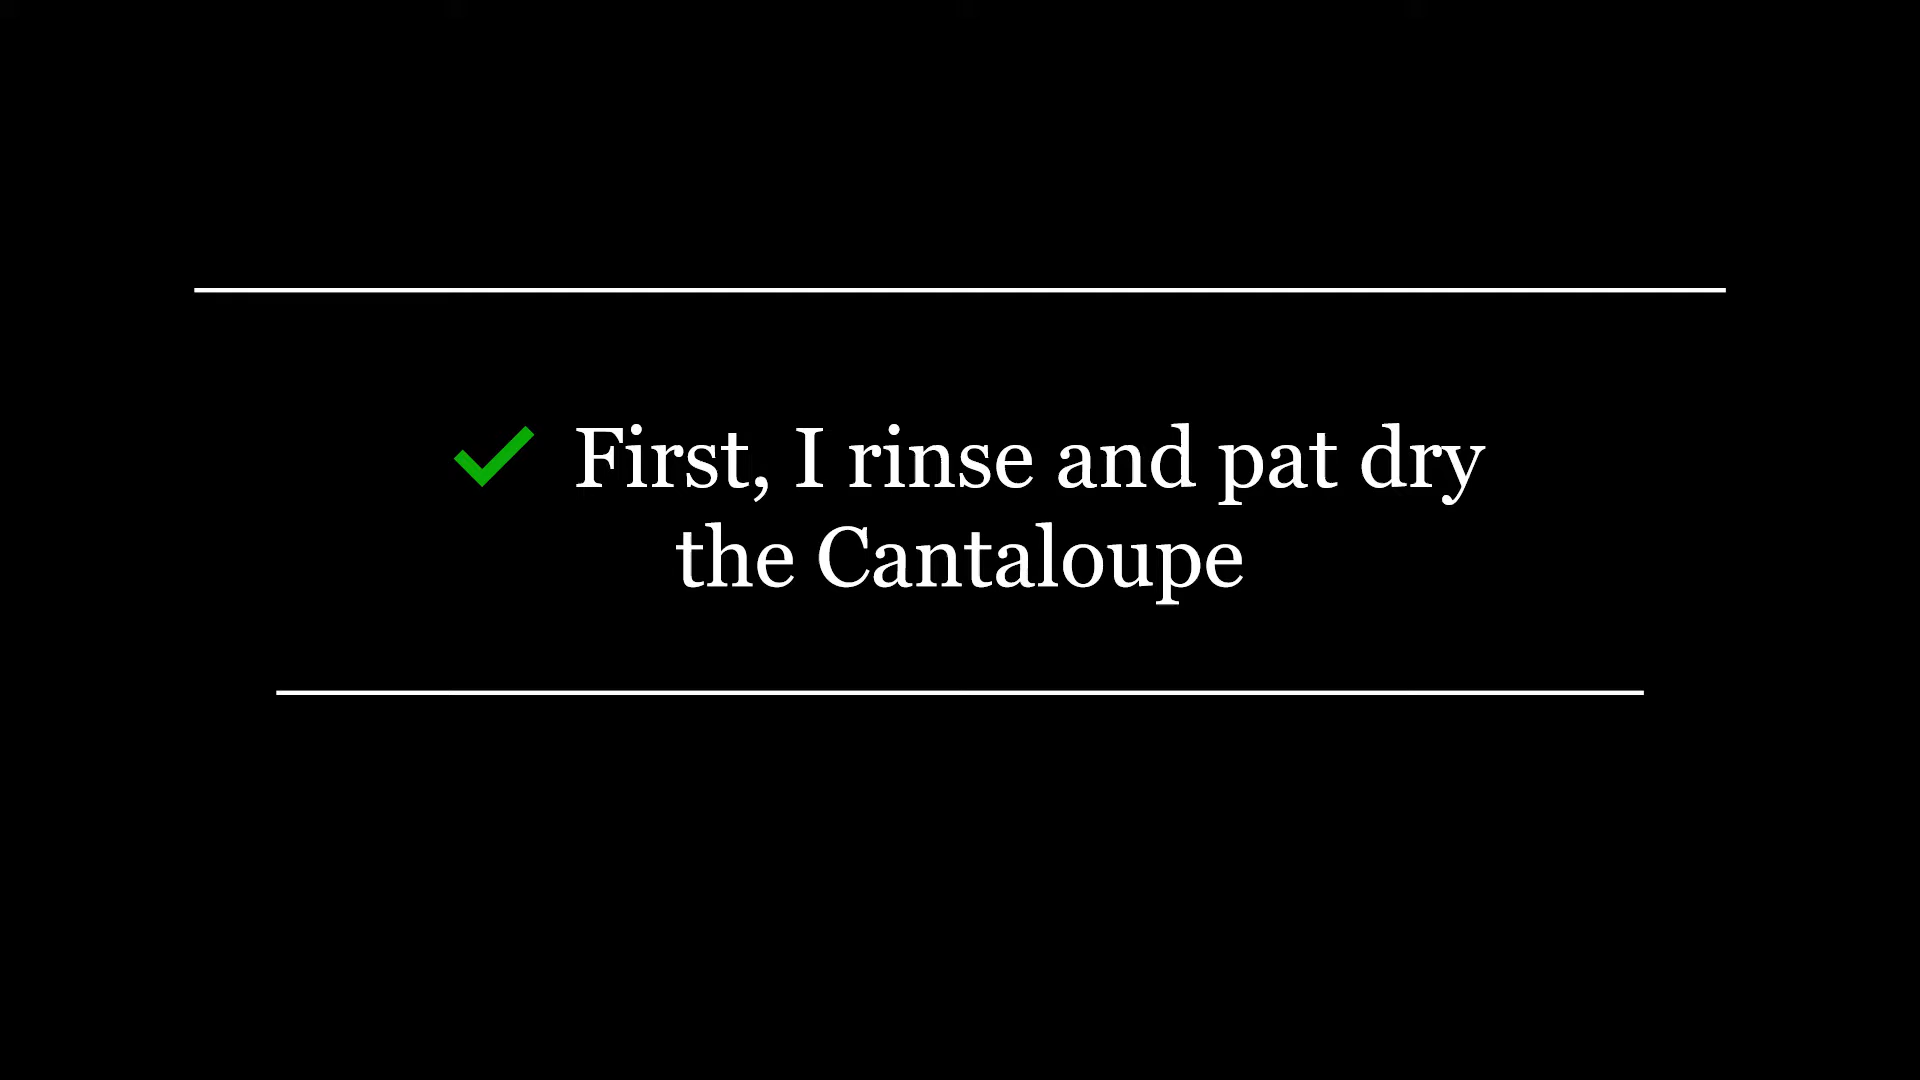 First, I rinse and pat dry
the Cantaloupe